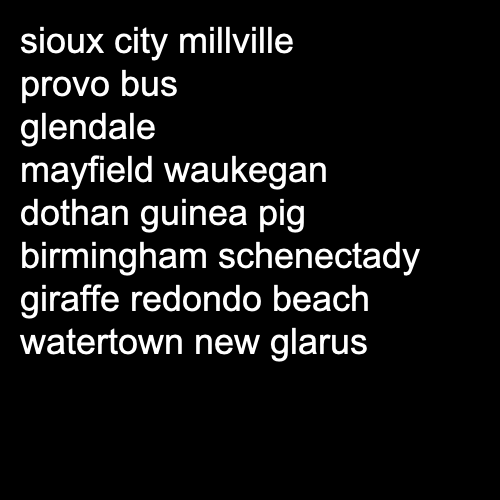 sioux city millville
provo bus
glendale
mayfield waukegan
dothan guinea pig
birmingham schenectady
giraffe redondo beach
watertown new glarus